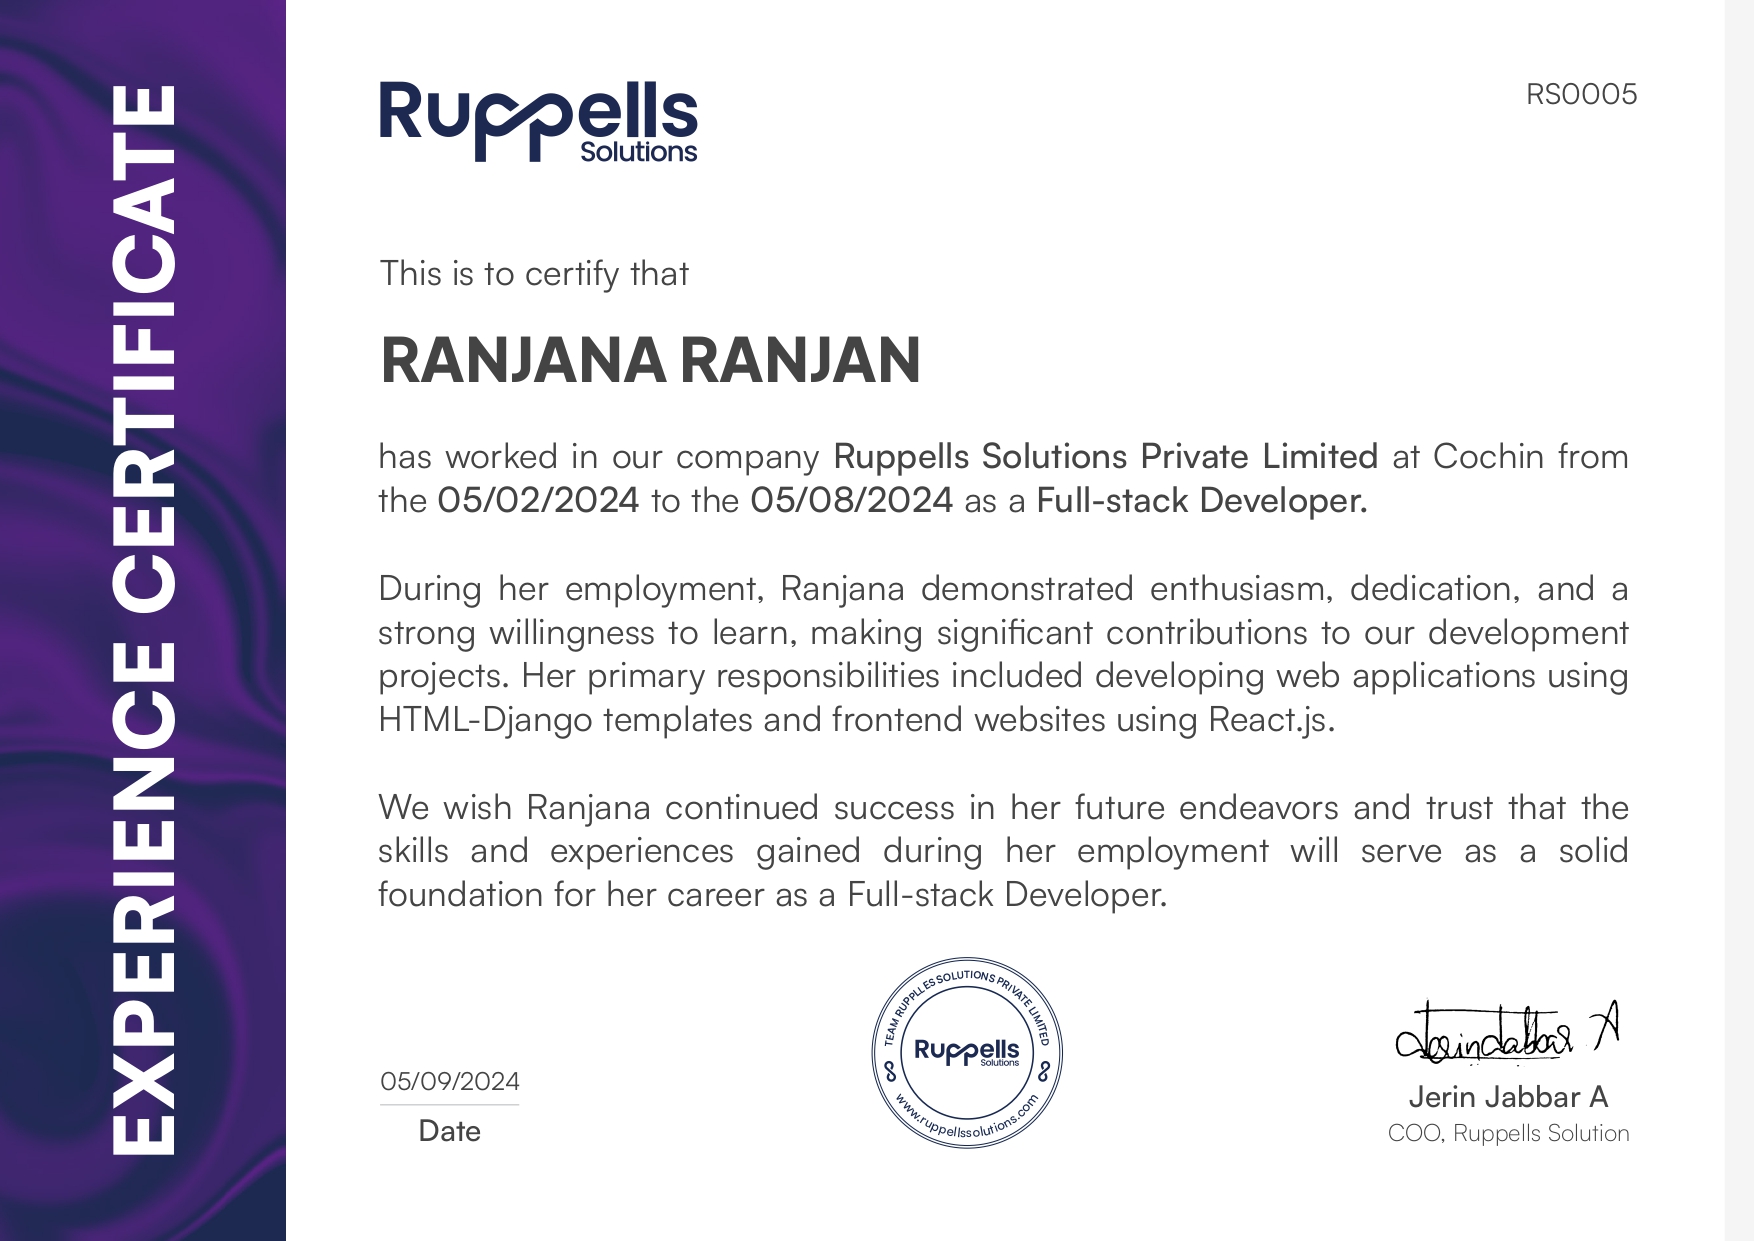 EXPERIENCE CERTIFICATE
Ruppells
Solutions
RS0005
This is to certify that
RANJANA RANJAN
has worked in our company Ruppells Solutions Private Limited at Cochin from
the 05/02/2024 to the 05/08/2024 as a Full-stack Developer.
During her employment, Ranjana demonstrated enthusiasm, dedication, and a
strong willingness to learn, making significant contributions to our development
projects. Her primary responsibilities included developing web applications using
HTML-Django templates and frontend websites using React.js.
We wish Ranjana continued success in her future endeavors and trust that the
skills and experiences gained during her employment will serve as a solid
foundation for her career as a Full-stack Developer.
05/09/2024
Date
TEAM RUPPLLES SOLUTIONS PRIVATE LIMITED
Ruppells
Solutions
www.ruppellssolutions.com
Jerin Jabbar A
Jerin Jabbar A
COO, Ruppells Solution